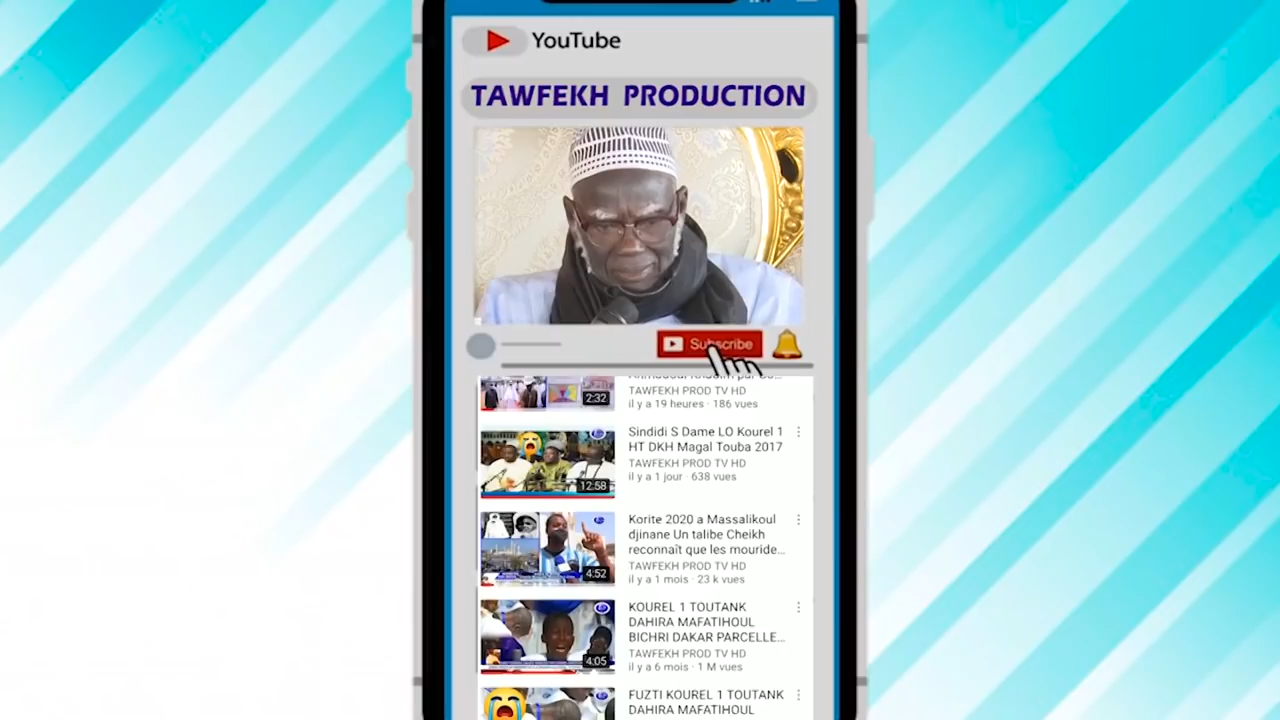 YouTube
TAWFEKH PRODUCTION
Subscribe
2:32
TAWFEKH PROD TV HD
il y a 19 heures · 186 vues
Sindidi S Dame LO Kourel 1
HT DKH Magal Touba 2017
TAWFEKH PROD TV HD
il y a 1 jour · 638 vues
12:58
Korite 2020 a Massalikoul
djinane Un talibe Cheikh
reconnaît que les mouride...
TAWFEKH PROD TV HD
il y a 1 mois · 23 k vues
4:52
KOUREL 1 TOUTANK
DAHIRA MAFATIHOUL
BICHRI DAKAR PARCELLE...
TAWFEKH PROD TV HD
il y a 6 mois · 1 M vues
4:05
FUZTI KOUREL 1 TOUTANK
DAHIRA MAFATIHOUL